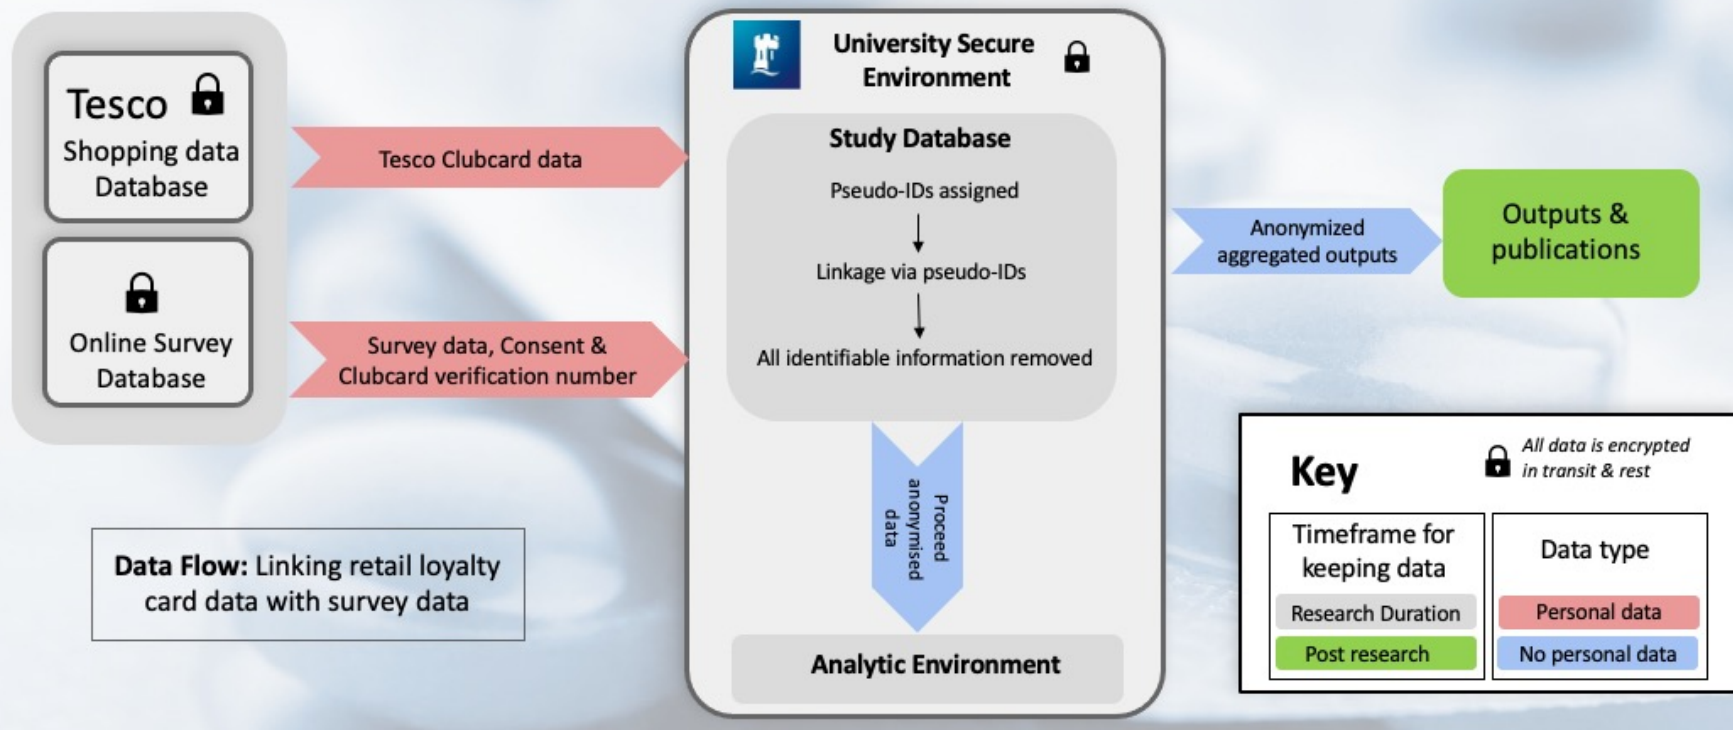 Tesco
Shopping data
Database
Online Survey
Database
Tesco Clubcard data
Survey data, Consent &
Clubcard verification number
Data Flow: Linking retail loyalty
card data with survey data
University Secure
Environment
Study Database
Pseudo-IDs assigned
Linkage via pseudo-IDs
All identifiable information removed
Proceed
anonymised
data
Analytic Environment
Anonymized
aggregated outputs
Outputs &
publications
Key
All data is encrypted
in transit & rest
Timeframe for
keeping data
Research Duration
Post research
Data type
Personal data
No personal data